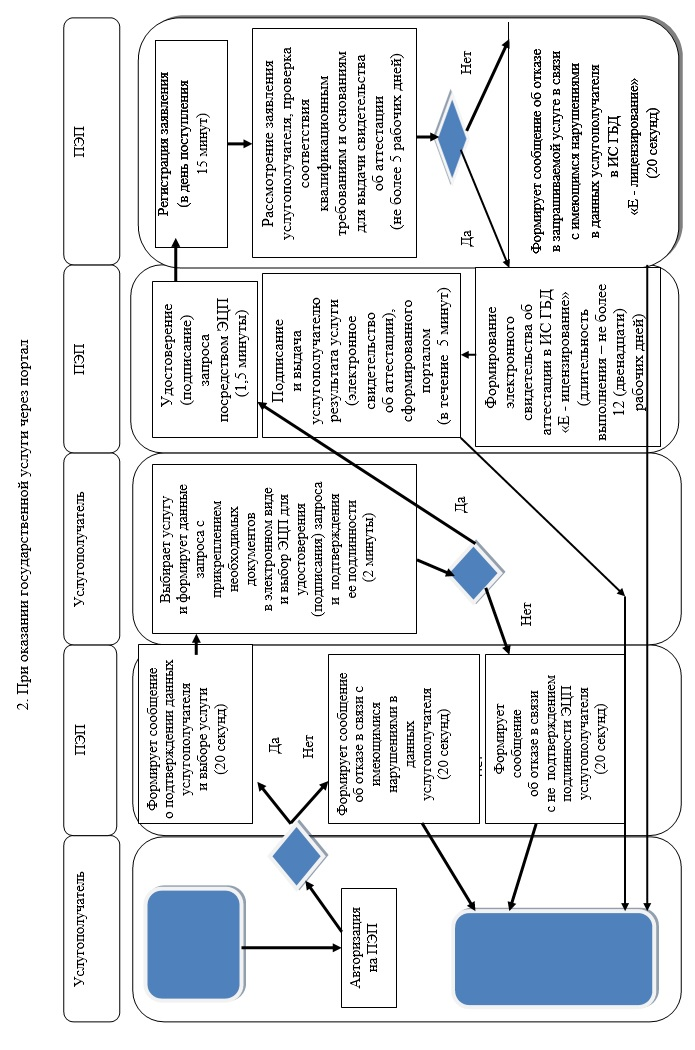 2. При оказании государственной услуги через портал
Услугополучатель
ПЭП
Услугополучатель
ПЭП
ПЭП
Авторизация
на ПЭП
Формирует сообщение
о подтверждении данных
услугополучателя
и выборе услуги
(20 секунд)
Да
Нет
Формирует сообщение
об отказе в связи с
имеющимися
нарушениями в
данных
услугополучателя
(20 секунд)
Формирует
сообщение
об отказе в связи
с не подтверждением
подлинности ЭЦП
услугополучателя
(20 секунд)
Выбирает услугу
и формирует данные
запроса с
прикреплением
необходимых
документов
в электронном виде
и выбор ЭЦП для
удостоверения
(подписания) запроса
и подтверждения
ее подлинности
(2 минуты)
Да
Нет
Удостоверение
(подписание)
запроса
посредством ЭЦП
(1,5 минуты)
Подписание
и выдача
услугополучателю
результата услуги
(электронное
свидетельство
об аттестации),
сформированного
порталом
(в течение 5 минут)
Формирование
электронного
свидетельства об
аттестации в ИС ГБД
«Е - ицензирование»
(длительность
выполнения – не более
12 (двенадцати)
рабочих дней)
Регистрация заявления
(в день поступления
15 минут)
Рассмотрение заявления
услугополучателя, проверка
соответствия
квалификационным
требованиям и основаниям
для выдачи свидетельства
об аттестации
(не более 5 рабочих дней)
Да
Нет
Формирует сообщение об отказе
в запрашиваемой услуге в связи
с имеющимся нарушениями
в данных услугополучателя
в ИС ГБД
«Е - лицензирование»
(20 секунд)